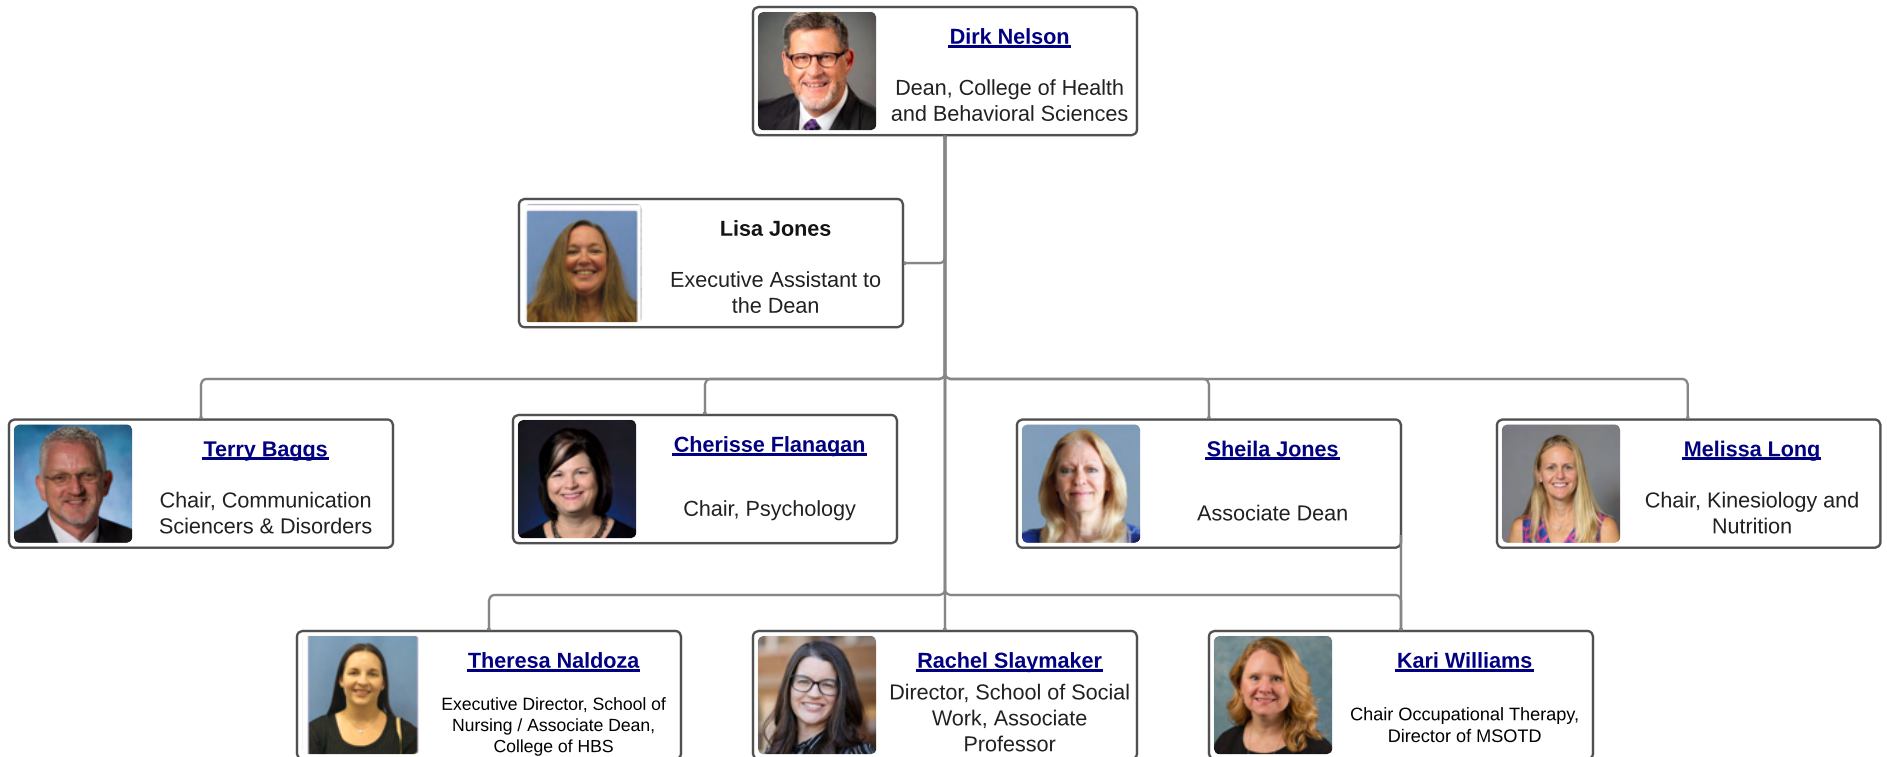 Dirk Nelson
Dean, College of Health
and Behavioral Sciences
Lisa Jones
Executive Assistant to
the Dean
Terry Baggs
Chair, Communication
Sciencers & Disorders
Cherisse Flanagan
Chair, Psychology
Sheila Jones
Associate Dean
Melissa Long
Chair, Kinesiology and
Nutrition
Theresa Naldoza
Executive Director, School of
Nursing / Associate Dean,
College of HBS
Rachel Slaymaker
Director, School of Social
Work, Associate
Professor
Kari Williams
Chair Occupational Therapy,
Director of MSOTD